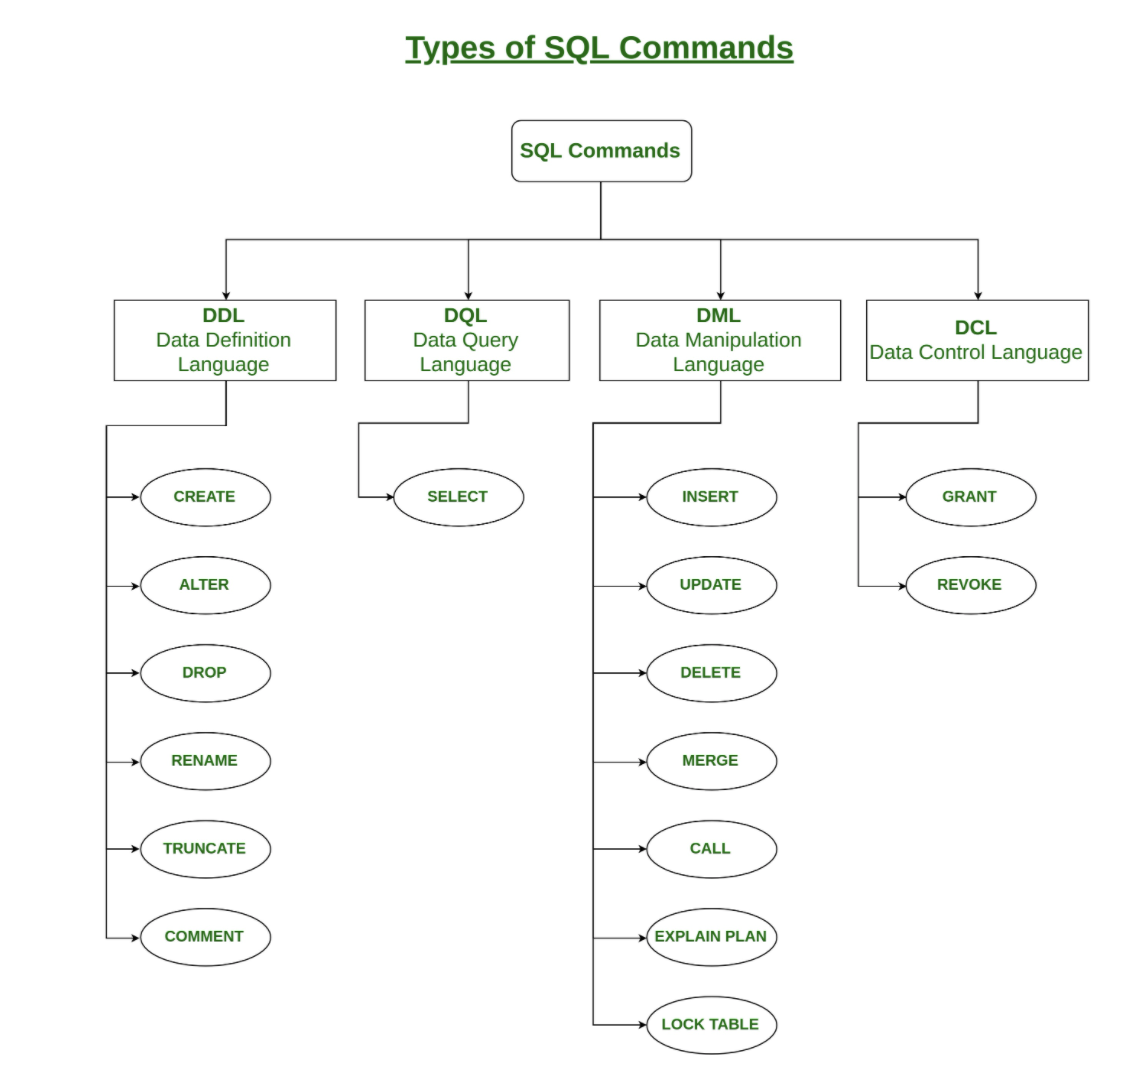 Types of SQL Commands
SQL Commands
DDL
Data Definition
Language
DQL
Data Query
Language
DML
Data Manipulation
Language
DCL
Data Control Language
CREATE
ALTER
DROP
RENAME
TRUNCATE
COMMENT
SELECT
INSERT
UPDATE
DELETE
MERGE
CALL
EXPLAIN PLAN
LOCK TABLE
GRANT
REVOKE